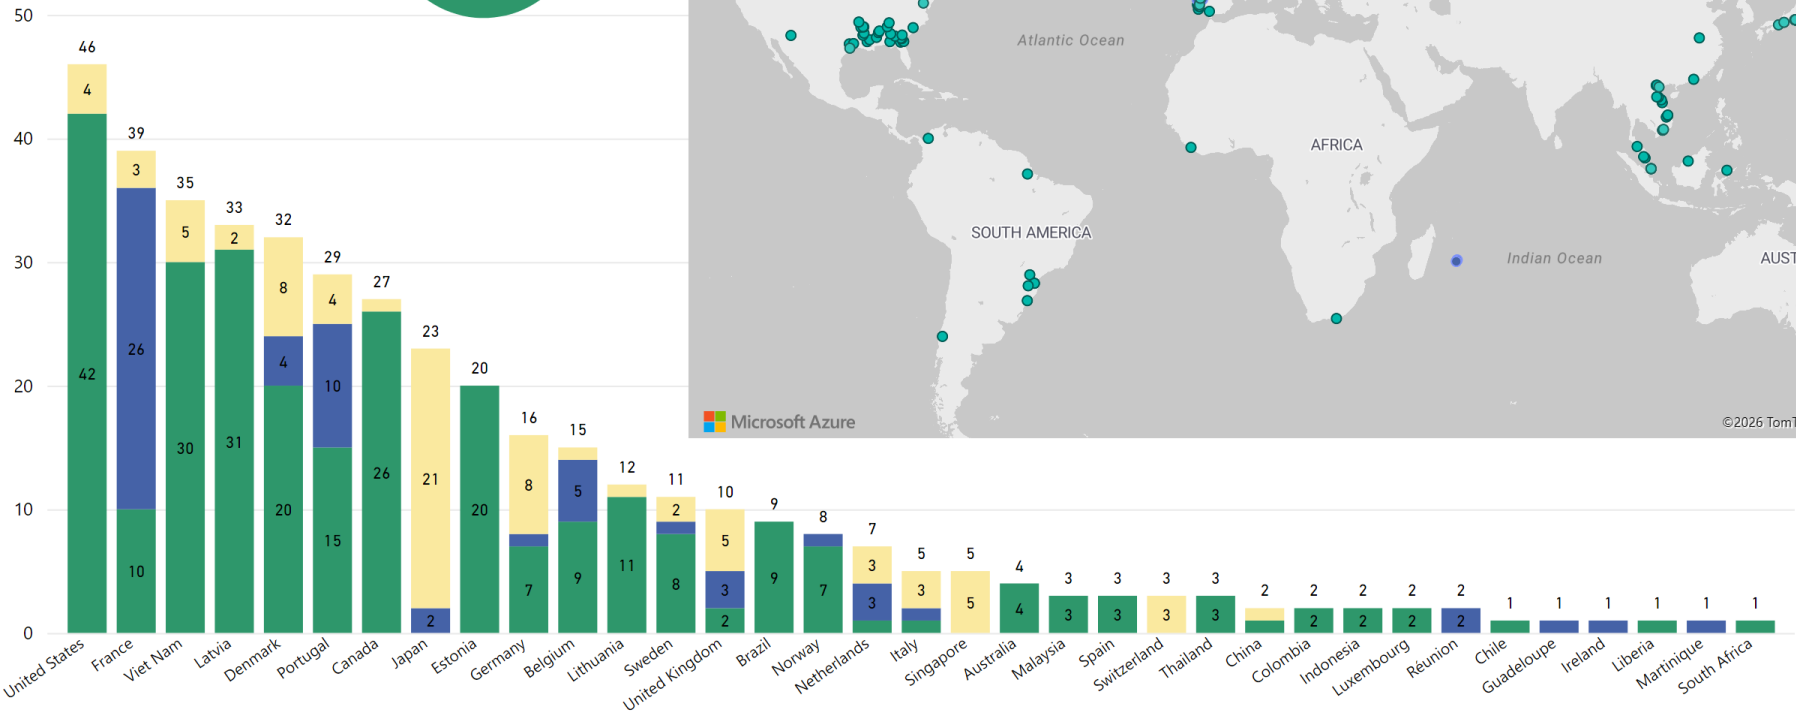 50
40
30
20
10
0
46
4
42
39
3
26
10
35
5
30
33
2
31
32
8
4
20
29
4
10
15
27
26
23
21
2
20
20
16
8
7
15
5
9
12
11
11
2
8
10
5
3
2
9
9
8
7
7
3
3
5
3
5
5
4
4
3
3
3
3
3
3
3
3
2
2
2
2
2
2
2
2
2
1
1
1
1
1
1
United States
France
Viet Nam
Latvia
Denmark
Portugal
Canada
Japan
Estonia
Germany
Belgium
Lithuania
Sweden
United Kingdom
Brazil
Norway
Netherlands
Italy
Singapore
Australia
Malaysia
Spain
Switzerland
Thailand
China
Colombia
Indonesia
Luxembourg
Réunion
Chile
Guadeloupe
Ireland
Liberia
Martinique
South Africa
Atlantic Ocean
AFRICA
SOUTH AMERICA
Indian Ocean
AUST
Microsoft Azure
©2026 TomT